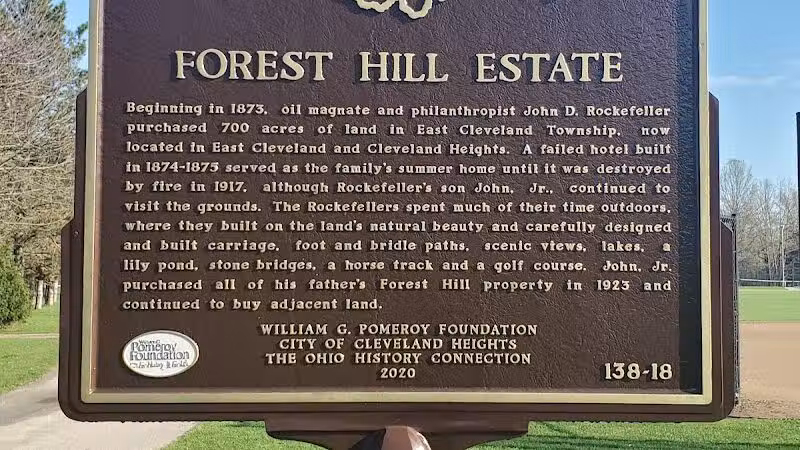 FOREST HILL ESTATE
Beginning in 1873, oil magnate and philanthropist John D. Rockefeller
purchased 700 acres of land in East Cleveland Township, now
located in East Cleveland and Cleveland Heights. A failed hotel built
in 1874-1875 served as the family's summer home until it was destroyed
by fire in 1917, although Rockefeller's son John, Jr., continued to
visit the grounds. The Rockefellers spent much of their time outdoors,
where they built on the land's natural beauty and carefully designed
and built carriage, foot and bridle paths, scenic views, lakes, a
lily pond, stone bridges, a horse track and a golf course. John, Jr.
purchased all of his father's Forest Hill property in 1923 and
continued to buy adjacent land.
WILLIAM G. POMEROY FOUNDATION
CITY OF CLEVELAND HEIGHTS
THE OHIO HISTORY CONNECTION
2020
Pomeroy
Foundation
138-18